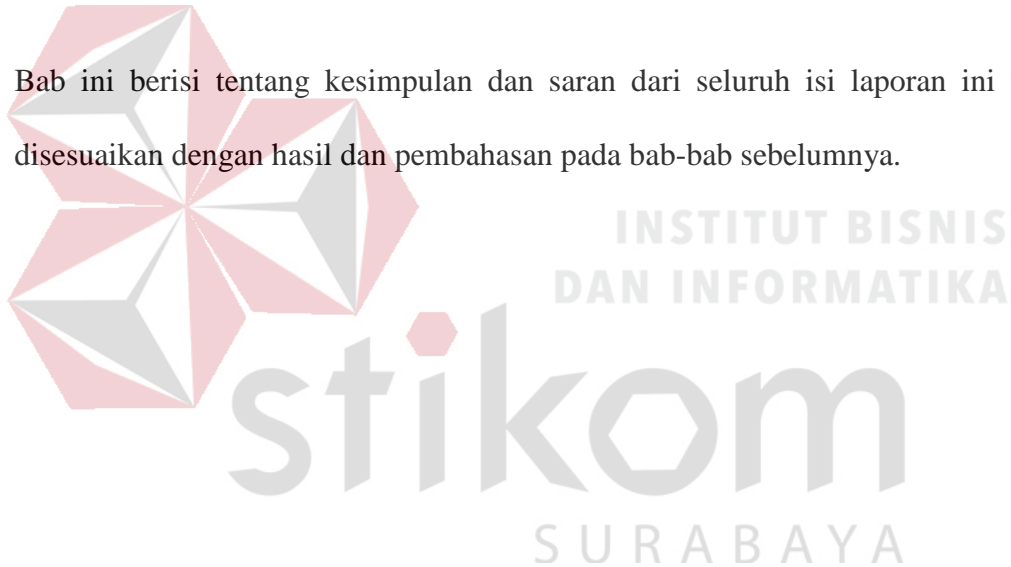 Bab ini berisi tentang kesimpulan dan saran dari seluruh isi laporan ini
disesuaikan dengan hasil dan pembahasan pada bab-bab sebelumnya.
INSTITUT BISNIS
DAN INFORMATIKA
stikom
SURABAYA